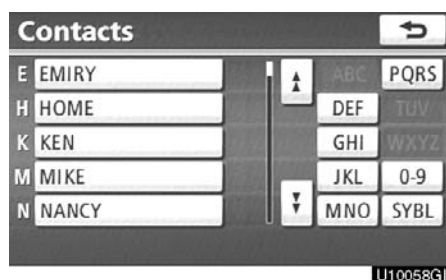 Contacts
E EMIRY ABC PQRS
H HOME DEF TUV
K KEN GHI WXYZ
M MIKE JKL 0-9
N NANCY MNO SYBL
U10058G